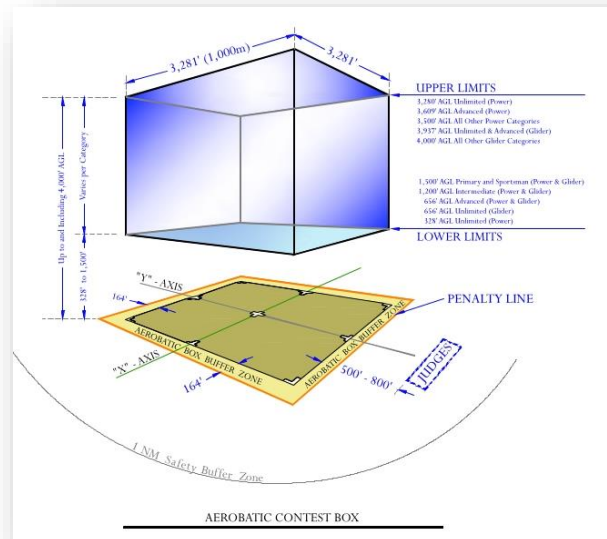 3,281' (1,000m)
3,281'
UPPER LIMITS
3,280' AGL Unlimited (Power)
3,609' AGL Advanced (Power)
3,500' AGL All Other Power Categories
3,937' AGL Unlimited & Advanced (Glider)
4,000' AGL All Other Glider Categories
Up to and Including 4,000' AGL
Varies per Category
1,500' AGL Primary and Sportsman (Power & Glider)
1,200' AGL Intermediate (Power & Glider)
656' AGL Advanced (Power & Glider)
656' AGL Unlimited (Glider)
328' AGL Unlimited (Power)
LOWER LIMITS
328' to 1,500'
"Y" - AXIS
164'
PENALTY LINE
"X" - AXIS
AEROBATIC BOX BUFFER ZONE
AEROBATIC BOX BUFFER ZONE
164'
500' - 800'
JUDGES
1 NM Safety Buffer Zone
AEROBATIC CONTEST BOX